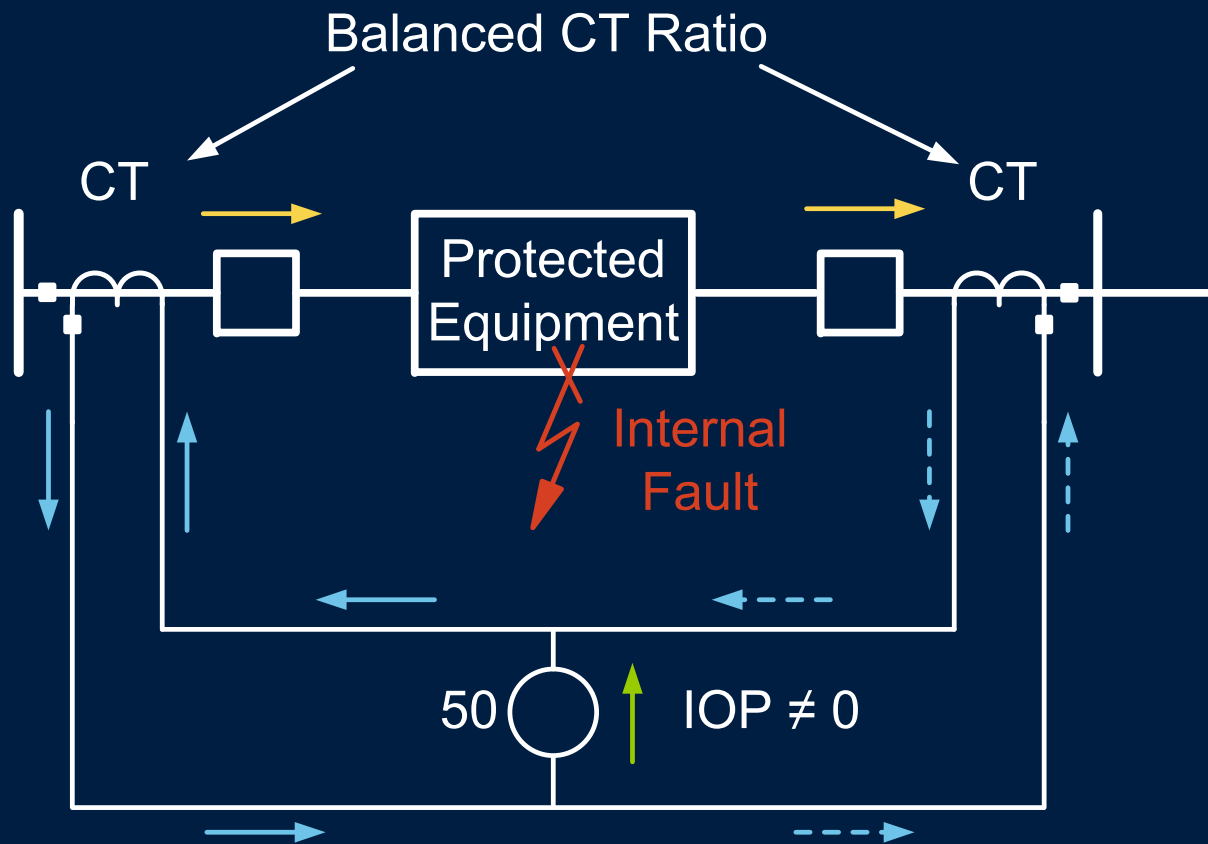 Balanced CT Ratio
CT
CT
Protected
Equipment
Internal
Fault
50
IOP ≠ 0